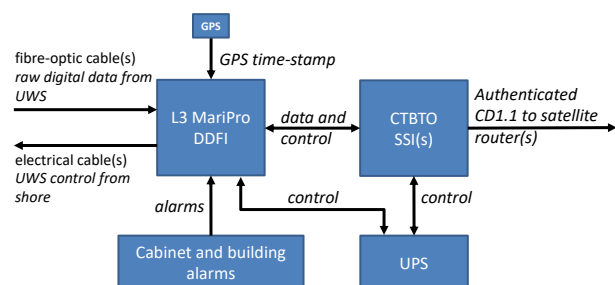 GPS
GPS time-stamp
fibre-optic cable(s)
raw digital data from
UWS
L3 MariPro
DDFI
data and
control
CTBTO
SSI(s)
Authenticated
CD1.1 to satellite
router(s)
electrical cable(s)
UWS control from
shore
alarms
control
control
Cabinet and building
alarms
UPS